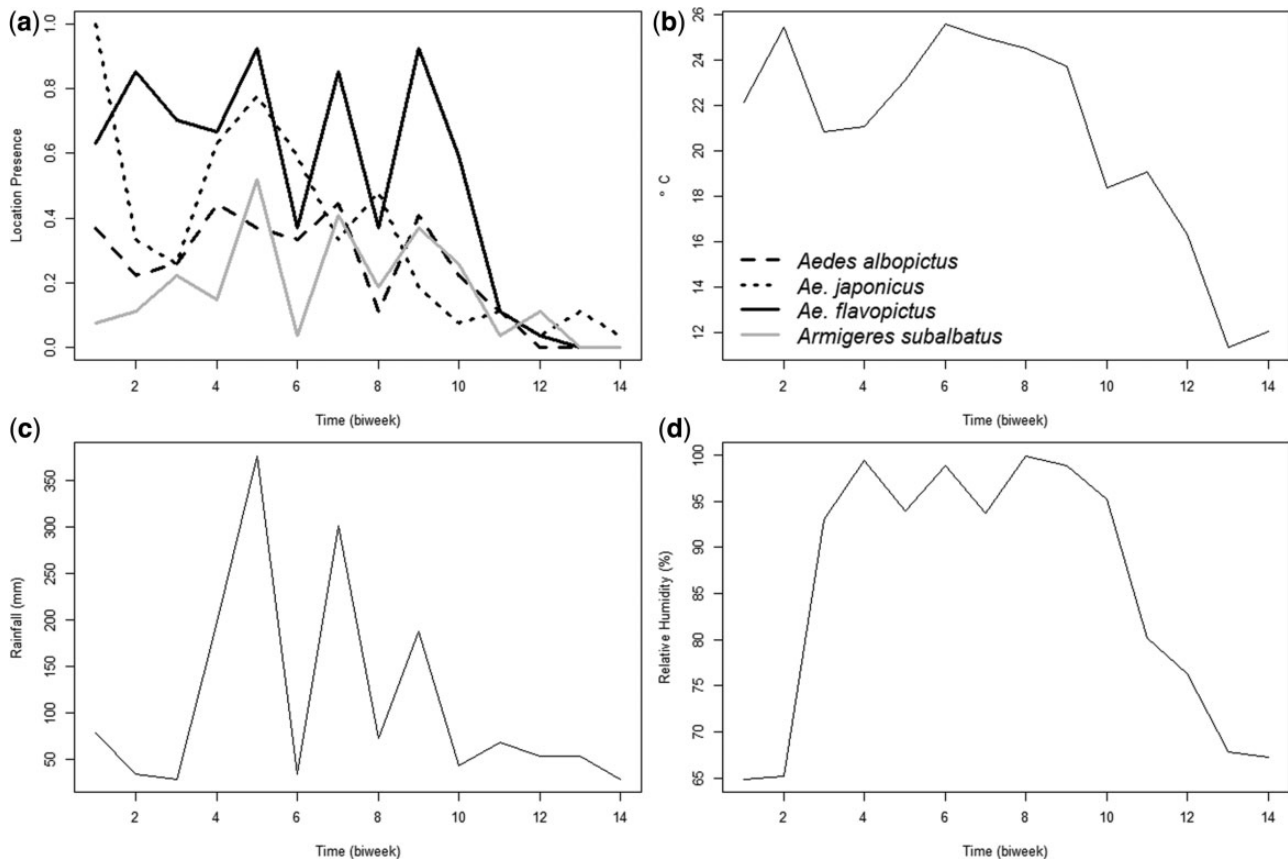 (a)
Location Presence
1.0
0.8
0.6
0.4
0.2
0.0
2 4 6 8 10 12 14
Time (biweek)
(b)
° C
26
24
22
20
18
16
14
12
Aedes albopictus
Ae. japonicus
Ae. flavopictus
Armigeres subalbatus
2 4 6 8 10 12 14
Time (biweek)
(c)
Rainfall (mm)
350
300
250
200
150
100
50
2 4 6 8 10 12 14
Time (biweek)
(d)
Relative Humidity (%)
100
95
90
85
80
75
70
65
2 4 6 8 10 12 14
Time (biweek)